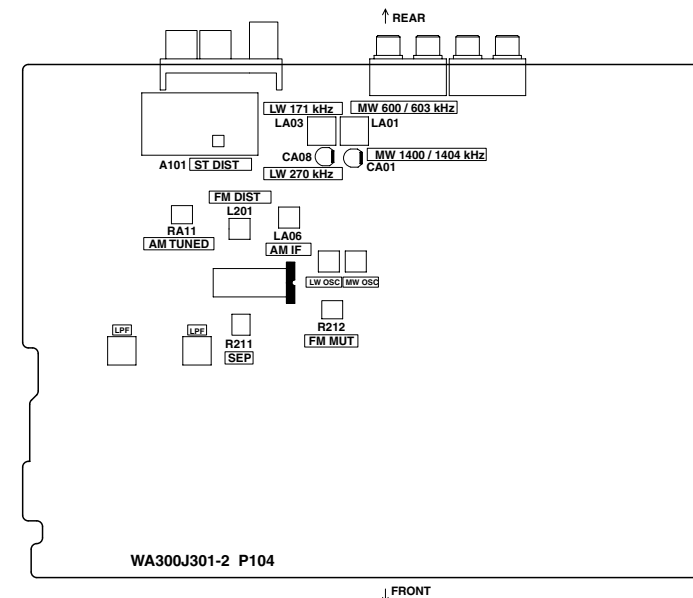 REAR
LW 171 kHz MW 600 / 603 kHz
LA03 LA01
A101 ST DIST CA08 MW 1400 / 1404 kHz
LW 270 kHz CA01
FM DIST
L201
RA11 LA06
AM TUNED AM IF
LW OSC MW OSC
LPF LPF R212
R211 FM MUT
SEP
WA300J301-2 P104
FRONT